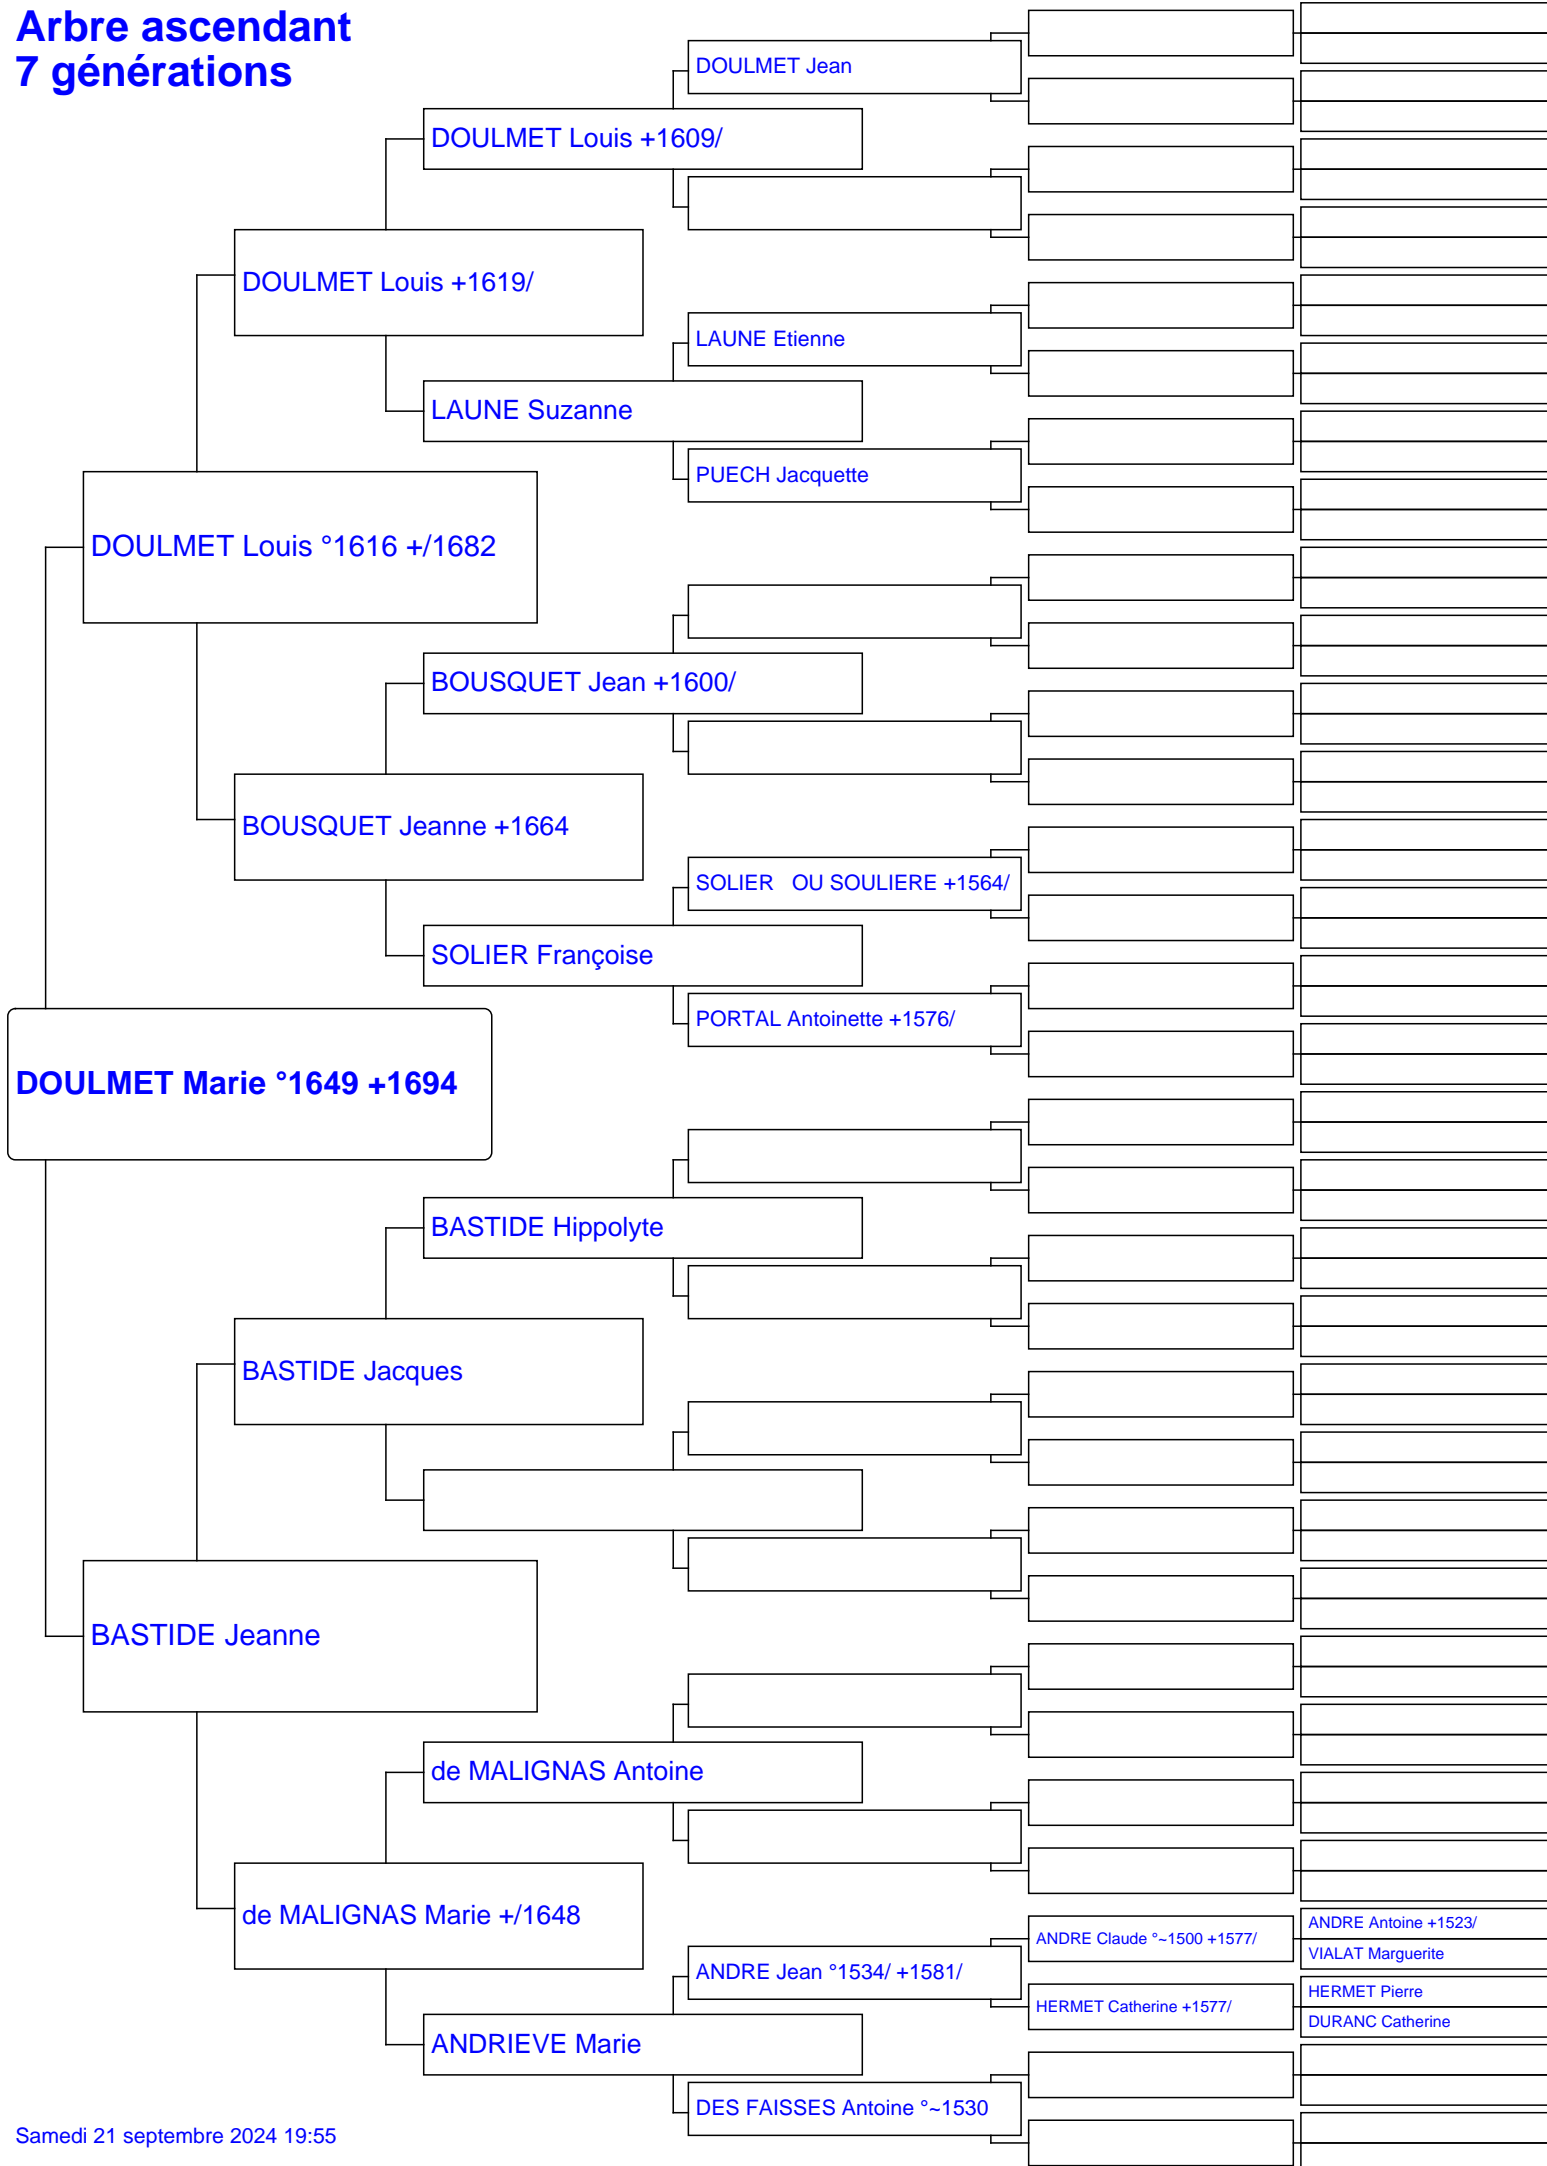 Arbre ascendant
7 générations
DOULMET Jean
DOULMET Louis +1609/
DOULMET Louis +1619/
LAUNE Etienne
LAUNE Suzanne
PUECH Jacquette
DOULMET Louis °1616 +/1682
BOUSQUET Jean +1600/
BOUSQUET Jeanne +1664
SOLIER   OU SOULIERE +1564/
SOLIER Françoise
PORTAL Antoinette +1576/
DOULMET Marie °1649 +1694
BASTIDE Hippolyte
BASTIDE Jacques
BASTIDE Jeanne
de MALIGNAS Antoine
de MALIGNAS Marie +/1648
ANDRE Antoine +1523/
ANDRE Claude °~1500 +1577/
VIALAT Marguerite
ANDRE Jean °1534/ +1581/
HERMET Pierre
HERMET Catherine +1577/
DURANC Catherine
ANDRIEVE Marie
DES FAISSES Antoine °~1530
Samedi 21 septembre 2024 19:55